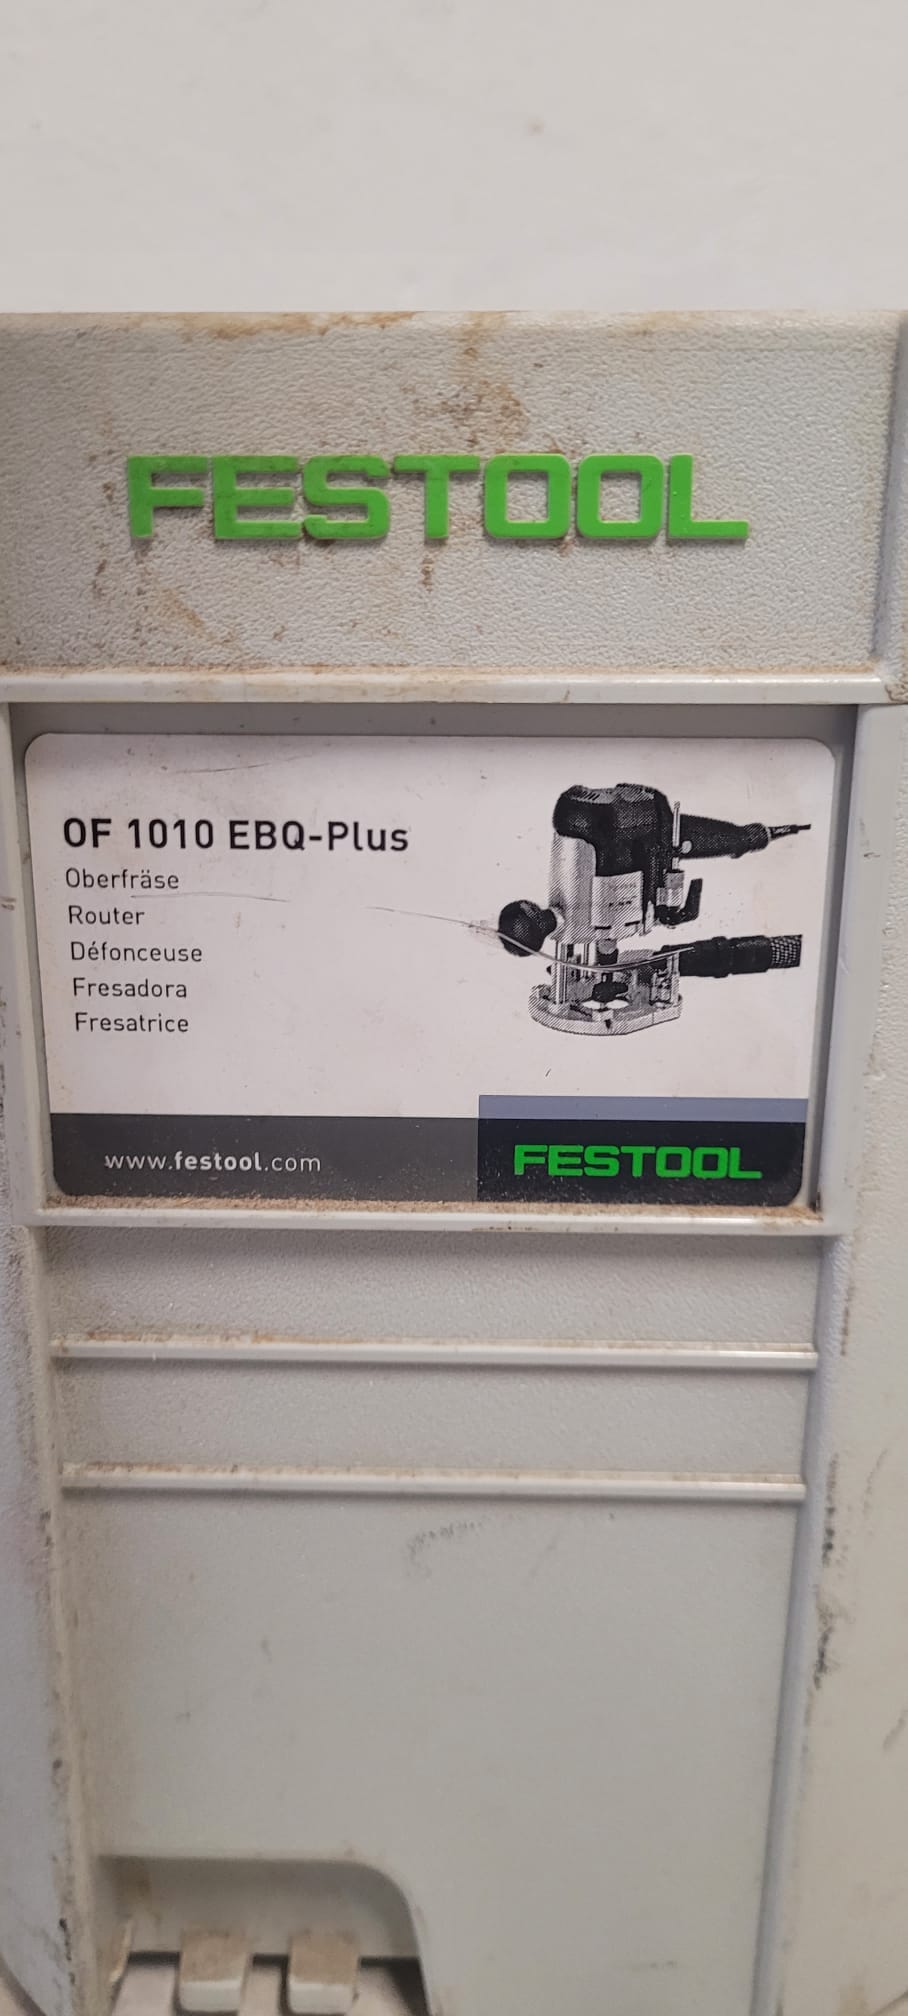 FESTOOL
OF 1010 EBQ-Plus
Oberfräse
Router
Défonceuse
Fresadora
Fresatrice
www.festool.com
FESTOOL